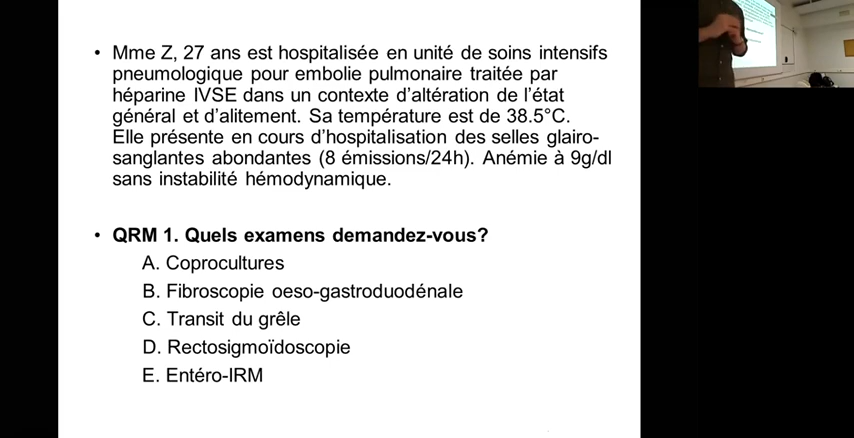 • Mme Z, 27 ans est hospitalisée en unité de soins intensifs
pneumologique pour embolie pulmonaire traitée par
héparine IVSE dans un contexte d'altération de l'état
général et d'alitement. Sa température est de 38.5°C.
Elle présente en cours d'hospitalisation des selles glairo-
sanglantes abondantes (8 émissions/24h). Anémie à 9g/dl
sans instabilité hémodynamique.
• QRM 1. Quels examens demandez-vous?
A. Coprocultures
B. Fibroscopie oeso-gastroduodénale
C. Transit du grêle
D. Rectosigmoïdoscopie
E. Entéro-IRM